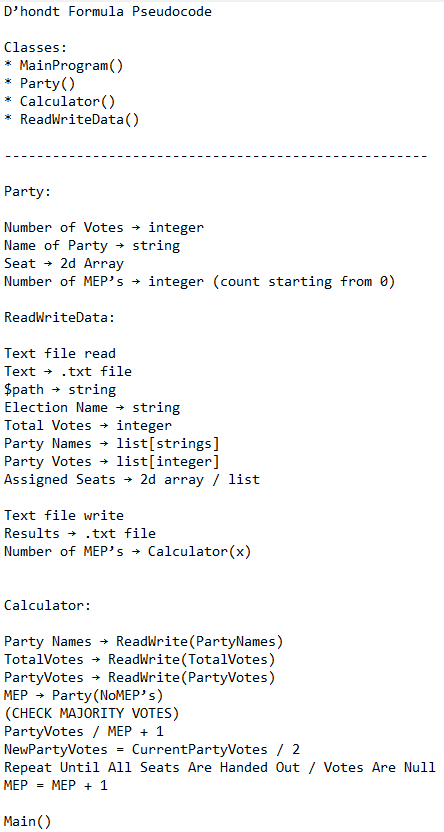 D’hondt Formula Pseudocode
Classes:
* MainProgram()
* Party()
* Calculator()
* ReadWriteData()
-----------------------------------------------------
Party:
Number of Votes → integer
Name of Party → string
Seat → 2d Array
Number of MEP’s → integer (count starting from 0)
ReadWriteData:
Text file read
Text → .txt file
$path → string
Election Name → string
Total Votes → integer
Party Names → list[strings]
Party Votes → list[integer]
Assigned Seats → 2d array / list
Text file write
Results → .txt file
Number of MEP’s → Calculator(x)
Calculator:
Party Names → ReadWrite(PartyNames)
TotalVotes → ReadWrite(TotalVotes)
PartyVotes → ReadWrite(PartyVotes)
MEP → Party(NoMEP’s)
(CHECK MAJORITY VOTES)
PartyVotes / MEP + 1
NewPartyVotes = CurrentPartyVotes / 2
Repeat Until All Seats Are Handed Out / Votes Are Null
MEP = MEP + 1
Main()